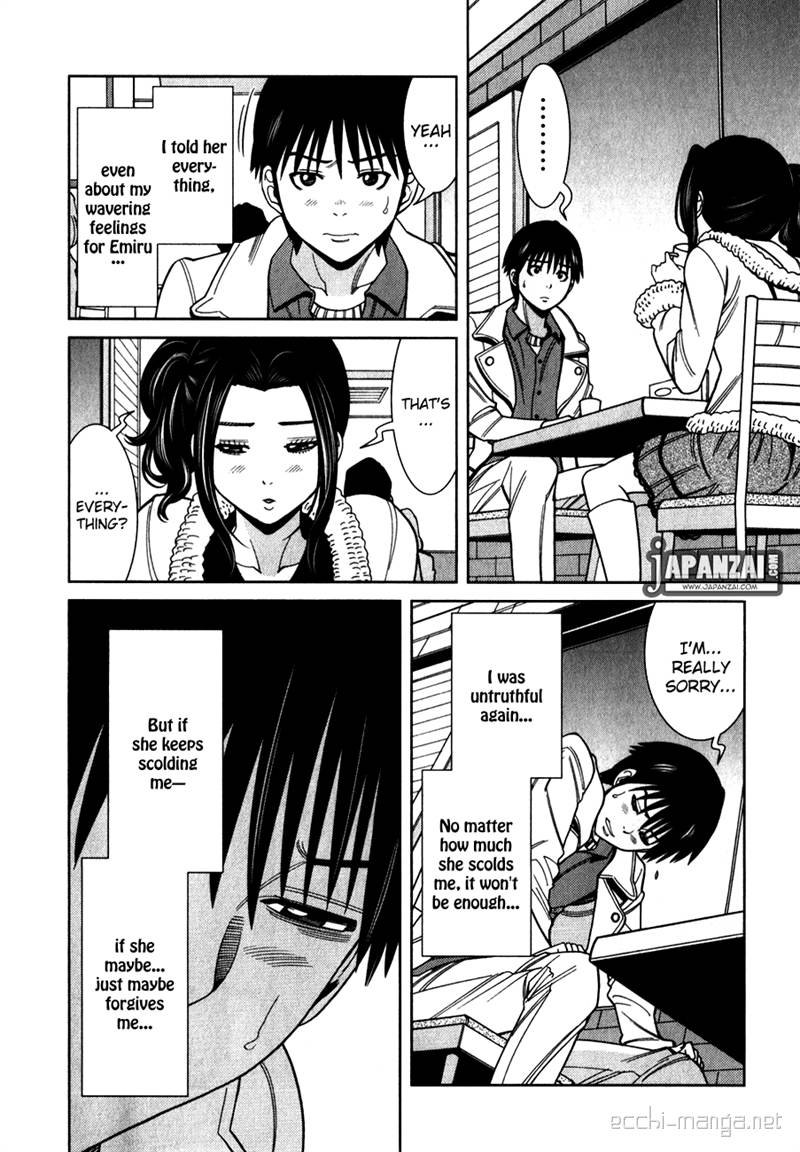 .........
YEAH
...
I told her
every-
thing,
even
about my
wavering
feelings
for Emiru
...
THAT'S
...
...
EVERY-
THING?
JAPANZAI.COM
WWW.JAPANZAI.COM
I'M...
REALLY
SORRY...
I was
untruthful
again...
No matter
how much
she scolds
me, it won't
be enough...
But if
she keeps
scolding
me—
if she
maybe...
just maybe
forgives
me...
ecchi-manga.net